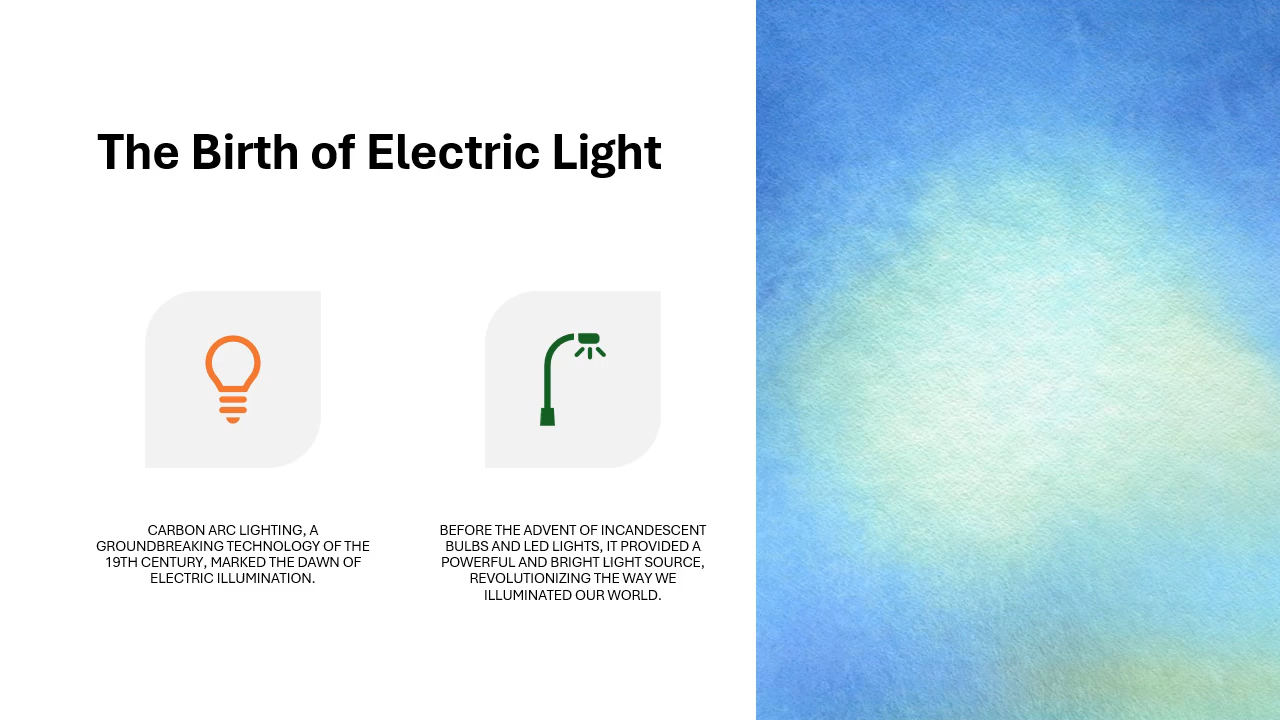 The Birth of Electric Light
CARBON ARC LIGHTING, A
GROUNDBREAKING TECHNOLOGY OF THE
19TH CENTURY, MARKED THE DAWN OF
ELECTRIC ILLUMINATION.
BEFORE THE ADVENT OF INCANDESCENT
BULBS AND LED LIGHTS, IT PROVIDED A
POWERFUL AND BRIGHT LIGHT SOURCE,
REVOLUTIONIZING THE WAY WE
ILLUMINATED OUR WORLD.